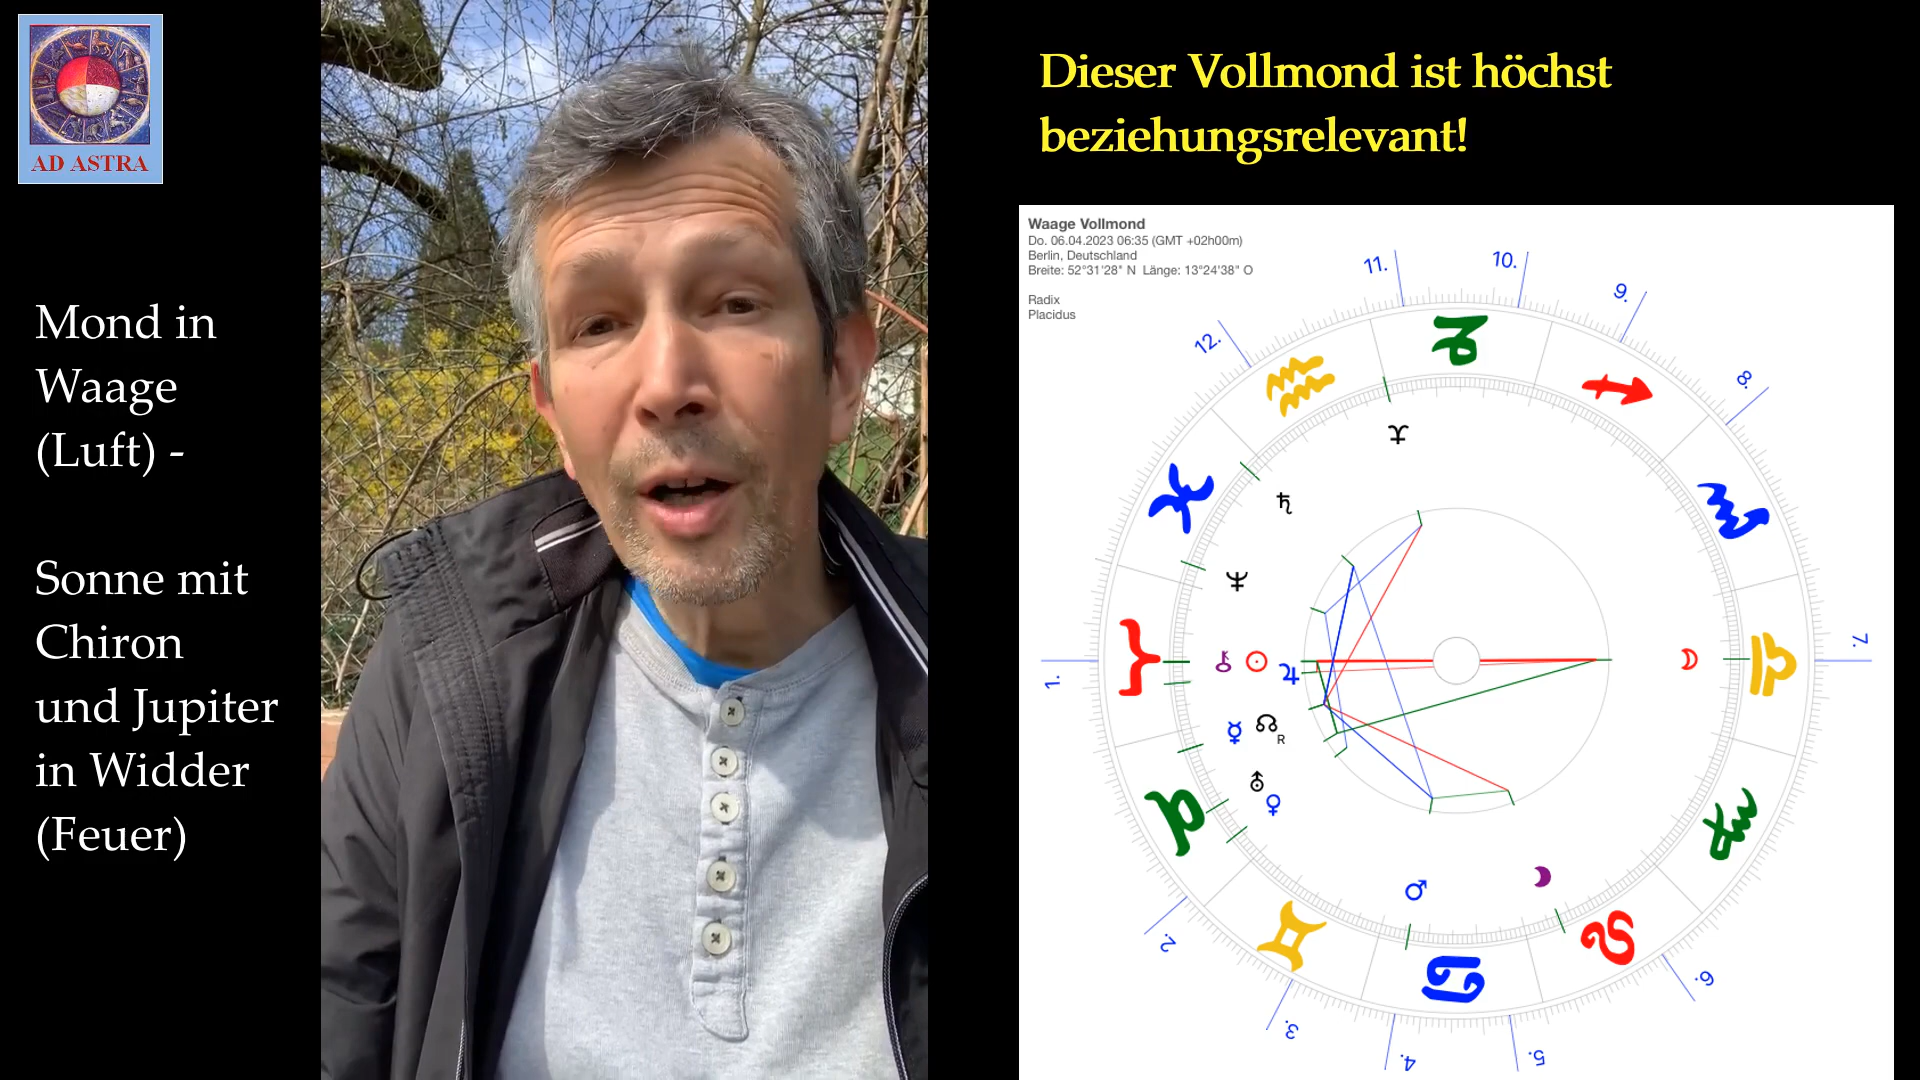 AD ASTRA
Mond in
Waage
(Luft) -
Sonne mit
Chiron
und Jupiter
in Widder
(Feuer)
Dieser Vollmond ist höchst
beziehungsrelevant!
Waage Vollmond
Do. 06.04.2023 06:35 (GMT +02h00m)
Berlin, Deutschland
Breite: 52°31'28" N Länge: 13°24'38" O
Radix
Placidus
11.
10.
9.
12.
8.
7.
1.
R
2.
6.
3.
4.
5.